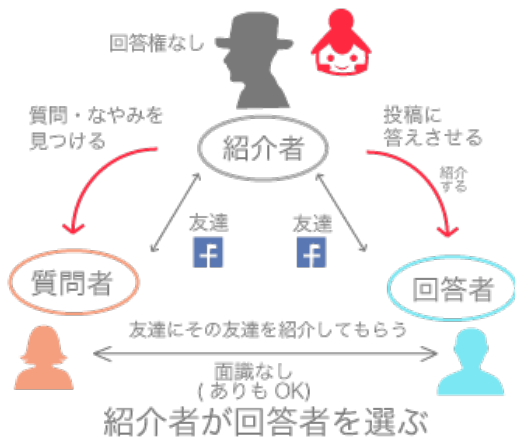 回答権なし
質問・なやみを
見つける
投稿に
答えさせる
紹介
する
紹介者
友達
友達
質問者
回答者
友達にその友達を紹介してもらう
面識なし
(ありも OK)
紹介者が回答者を選ぶ